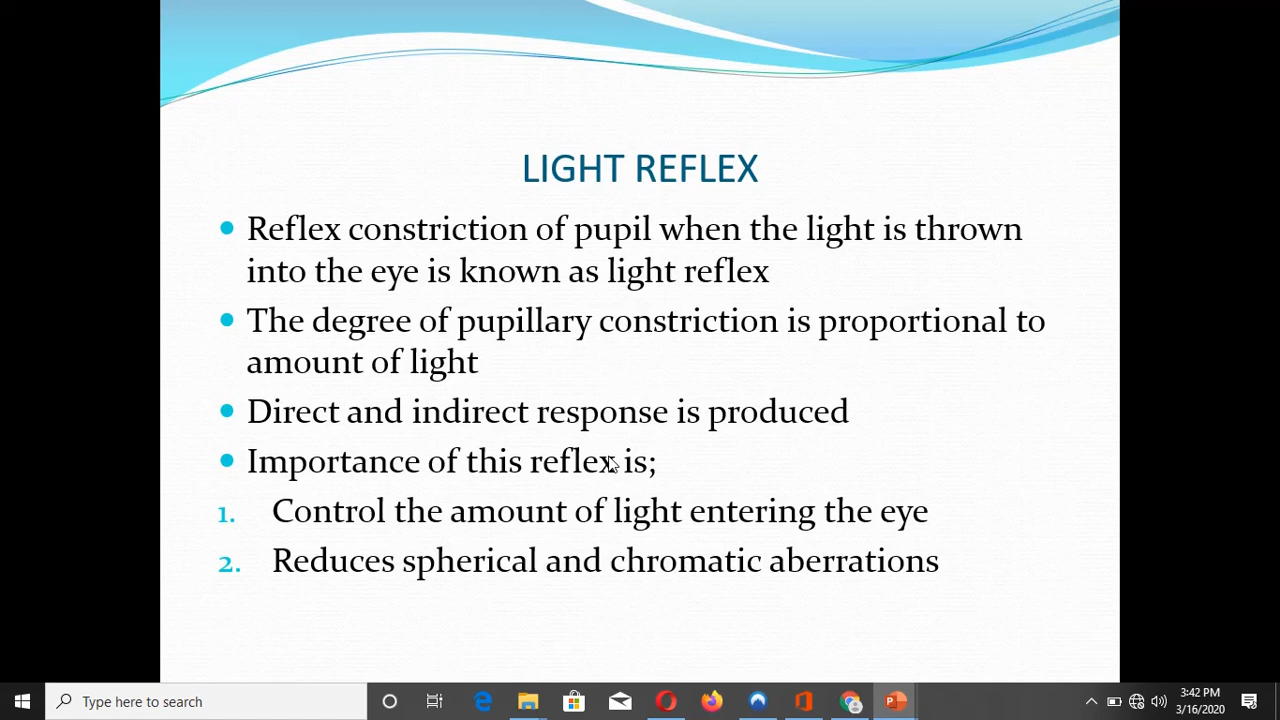 LIGHT REFLEX
Reflex constriction of pupil when the light is thrown
into the eye is known as light reflex
The degree of pupillary constriction is proportional to
amount of light
Direct and indirect response is produced
Importance of this reflex is;
1. Control the amount of light entering the eye
2. Reduces spherical and chromatic aberrations
Type here to search
3:42 PM
3/16/2020